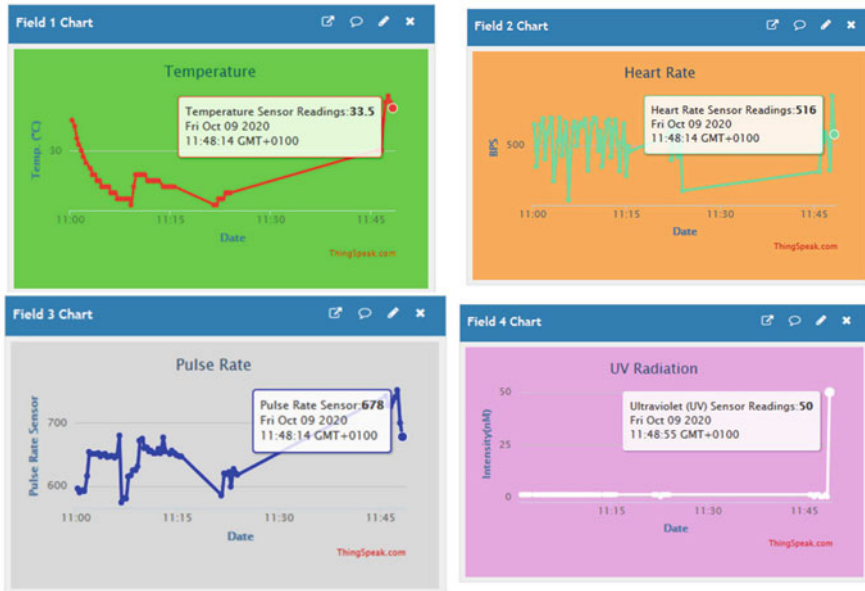 Field 1 Chart
Temperature
Temperature Sensor Readings:33.5
Fri Oct 09 2020
11:48:14 GMT+0100
Temp. (°C)
30
11:00 11:15 11:30 11:45
Date
ThingSpeak.com
Field 2 Chart
Heart Rate
Heart Rate Sensor Readings:516
Fri Oct 09 2020
11:48:14 GMT+0100
BPS
500
11:00 11:15 11:30 11:45
Date
ThingSpeak.com
Field 3 Chart
Pulse Rate
Pulse Rate Sensor:678
Fri Oct 09 2020
11:48:14 GMT+0100
Pulse Rate Sensor
700
600
11:00 11:15 11:30 11:45
Date
ThingSpeak.com
Field 4 Chart
UV Radiation
Ultraviolet (UV) Sensor Readings:50
Fri Oct 09 2020
11:48:55 GMT+0100
Intensity(nM)
50
25
0
11:15 11:30 11:45
Date
ThingSpeak.com